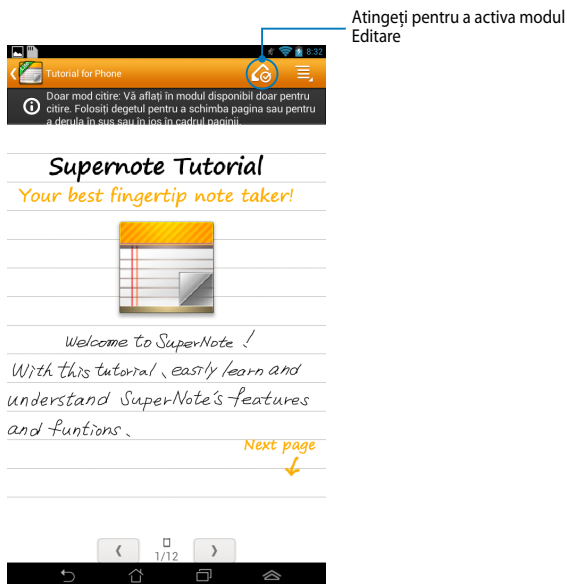 Atingeți pentru a activa modul
Editare
8:32
Tutorial for Phone
Doar mod citire: Vă aflați în modul disponibil doar pentru
citire. Folosiți degetul pentru a schimba pagina sau pentru
a derula în sus sau în jos în cadrul paginii.
Supernote Tutorial
Your best fingertip note taker!
Welcome to SuperNote !
With this tutorial, easily learn and
understand SuperNote's features
and funtions.
Next page
1/12